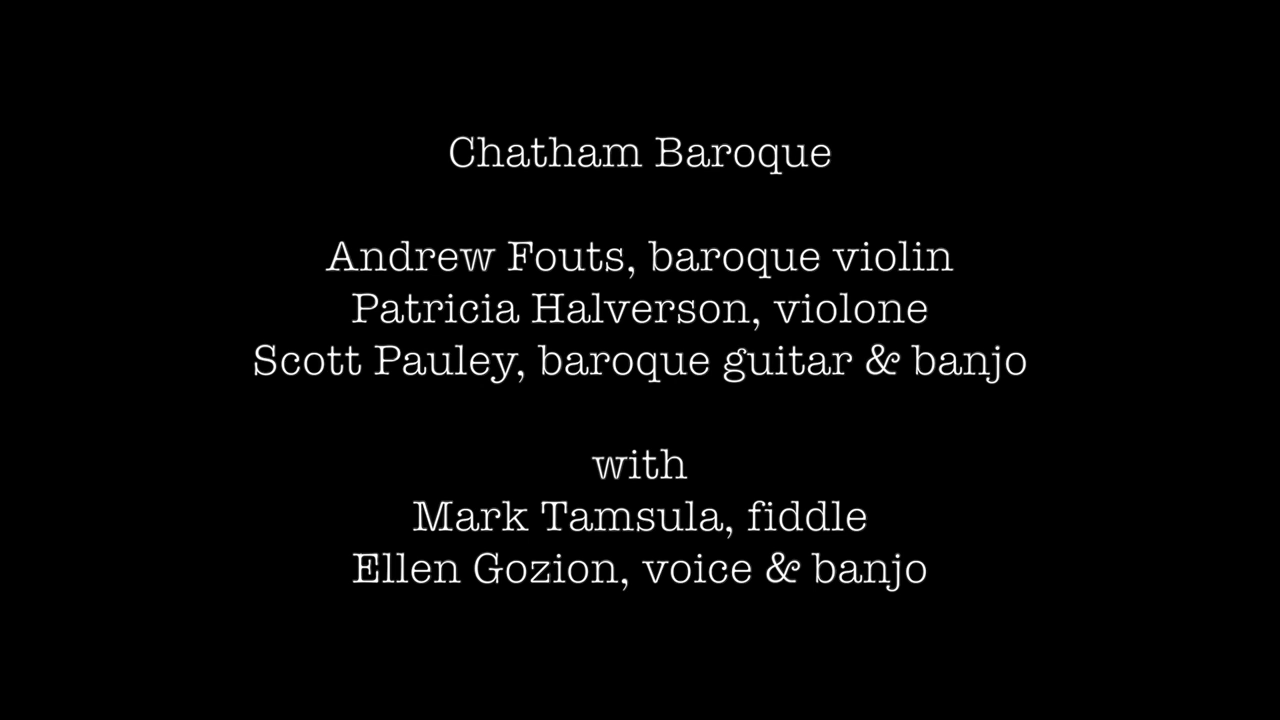 Chatham Baroque
Andrew Fouts, baroque violin
Patricia Halverson, violone
Scott Pauley, baroque guitar & banjo
with
Mark Tamsula, fiddle
Ellen Gozion, voice & banjo